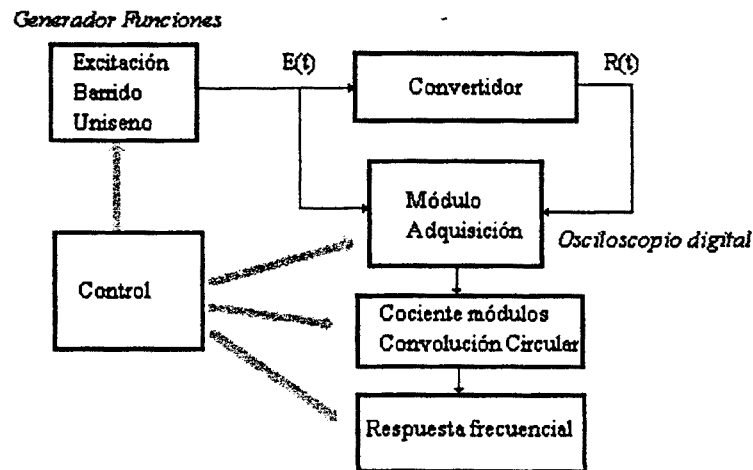 Generador Funciones
Excitación
Barrido
Uniseno
E(t)
Convertidor
R(t)
Módulo
Adquisición
Osciloscopio digital
Control
Cociente módulos
Convolución Circular
Respuesta frecuencial